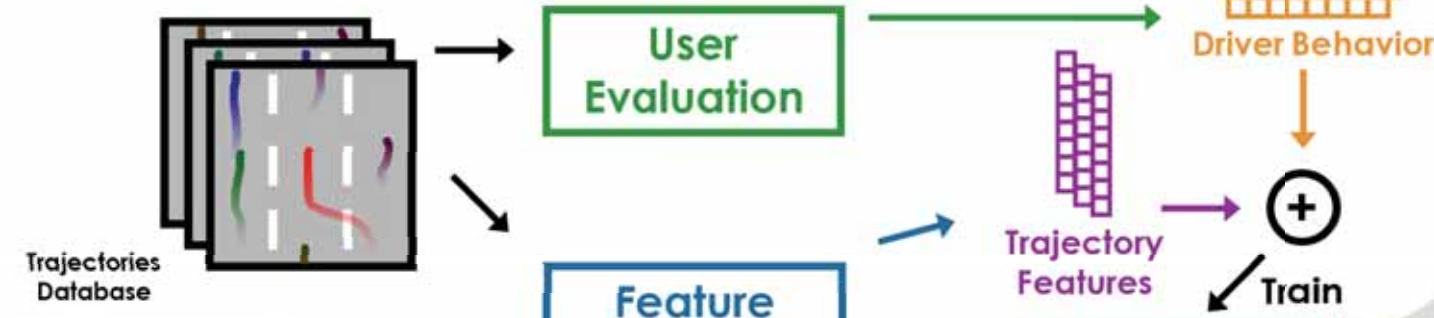 User
Evaluation
Driver Behavior
Trajectories
Database
Feature
Trajectory
Features
+
Train